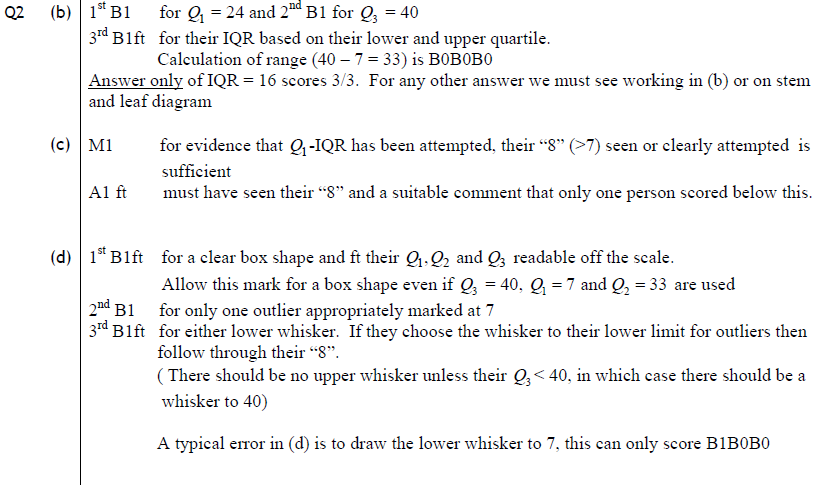 Q2 (b) 1st B1 for Q₁ = 24 and 2nd B1 for Q₃ = 40
3rd B1ft for their IQR based on their lower and upper quartile.
Calculation of range (40 – 7 = 33) is B0B0B0
Answer only of IQR = 16 scores 3/3. For any other answer we must see working in (b) or on stem
and leaf diagram
(c) M1 for evidence that Q₁-IQR has been attempted, their “8” (>7) seen or clearly attempted is
sufficient
A1 ft must have seen their “8” and a suitable comment that only one person scored below this.
(d) 1st B1ft for a clear box shape and ft their Q₁,Q₂ and Q₃ readable off the scale.
Allow this mark for a box shape even if Q₃ = 40, Q₁ = 7 and Q₂ = 33 are used
2nd B1 for only one outlier appropriately marked at 7
3rd B1ft for either lower whisker. If they choose the whisker to their lower limit for outliers then
follow through their “8”.
( There should be no upper whisker unless their Q₃< 40, in which case there should be a
whisker to 40)
A typical error in (d) is to draw the lower whisker to 7, this can only score B1B0B0